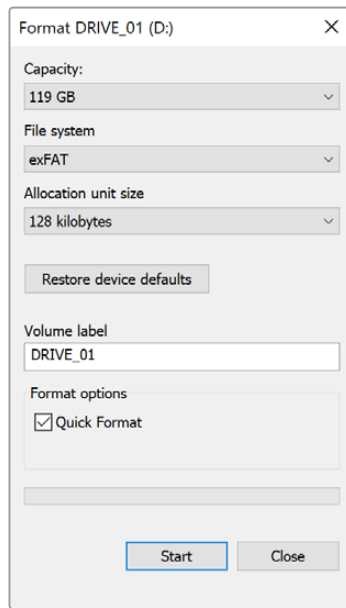 Format DRIVE_01 (D:)
Capacity:
119 GB
File system
exFAT
Allocation unit size
128 kilobytes
Restore device defaults
Volume label
DRIVE_01
Format options
Quick Format
Start
Close